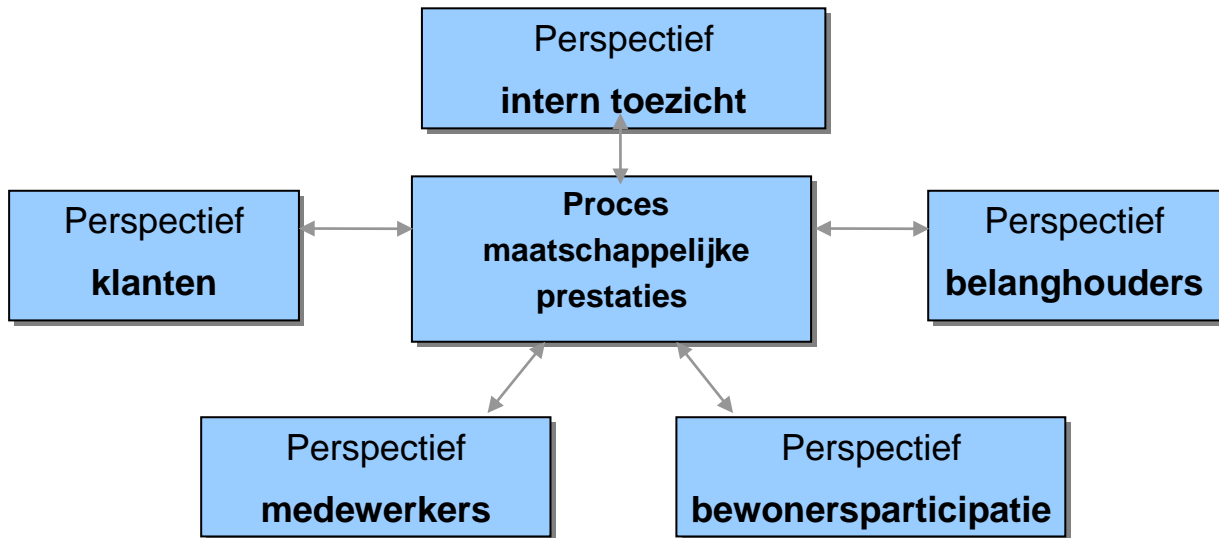 Perspectief
intern toezicht
Perspectief
klanten
Proces
maatschappelijke
prestaties
Perspectief
belanghouders
Perspectief
medewerkers
Perspectief
bewonersparticipatie